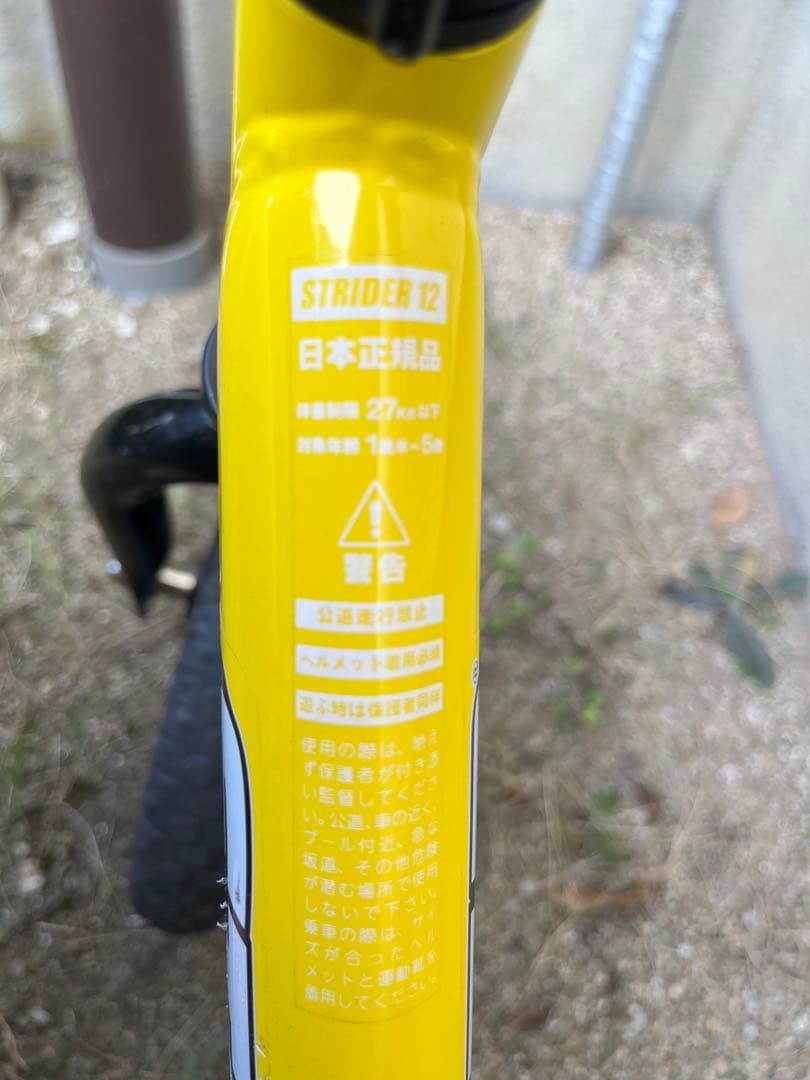 STRIDER 12
日本正規品
体重制限 27Kg以下
対象年齢 1歳半~5歳
警告
公道走行禁止
ヘルメット着用必須
遊ぶ時は保護者同伴
使用の際は、絶え
ず保護者が付き添
い監督してくださ
い。公道、車の近く、
プール付近、急な
坂道、その他危険
が潜む場所で使用
しないで下さい。
乗車の際は、サイ
ズが合ったヘル
メットと運動靴を
着用してください。